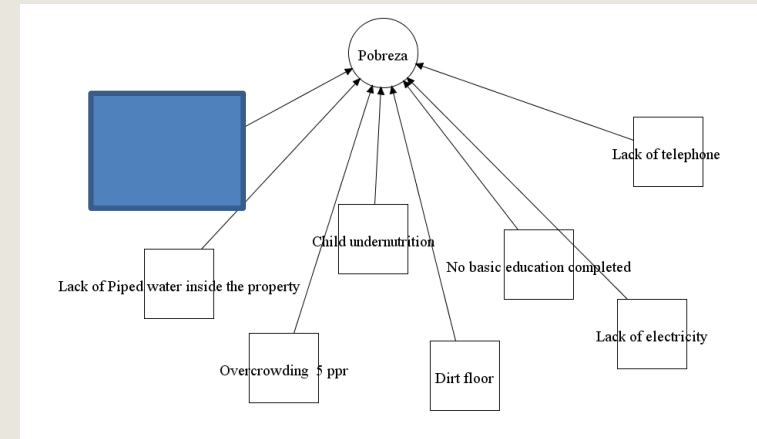 Pobreza
Lack of telephone
Child undernutrition
No basic education completed
Lack of Piped water inside the property
Lack of electricity
Overcrowding 5 ppr
Dirt floor